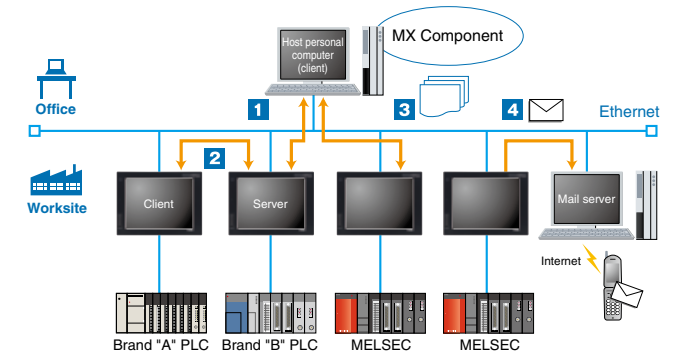 Host personal
computer
(client)
MX Component
Office
1
3
4
Ethernet
2
Worksite
Client
Server
Mail server
Internet
Brand "A" PLC
Brand "B" PLC
MELSEC
MELSEC